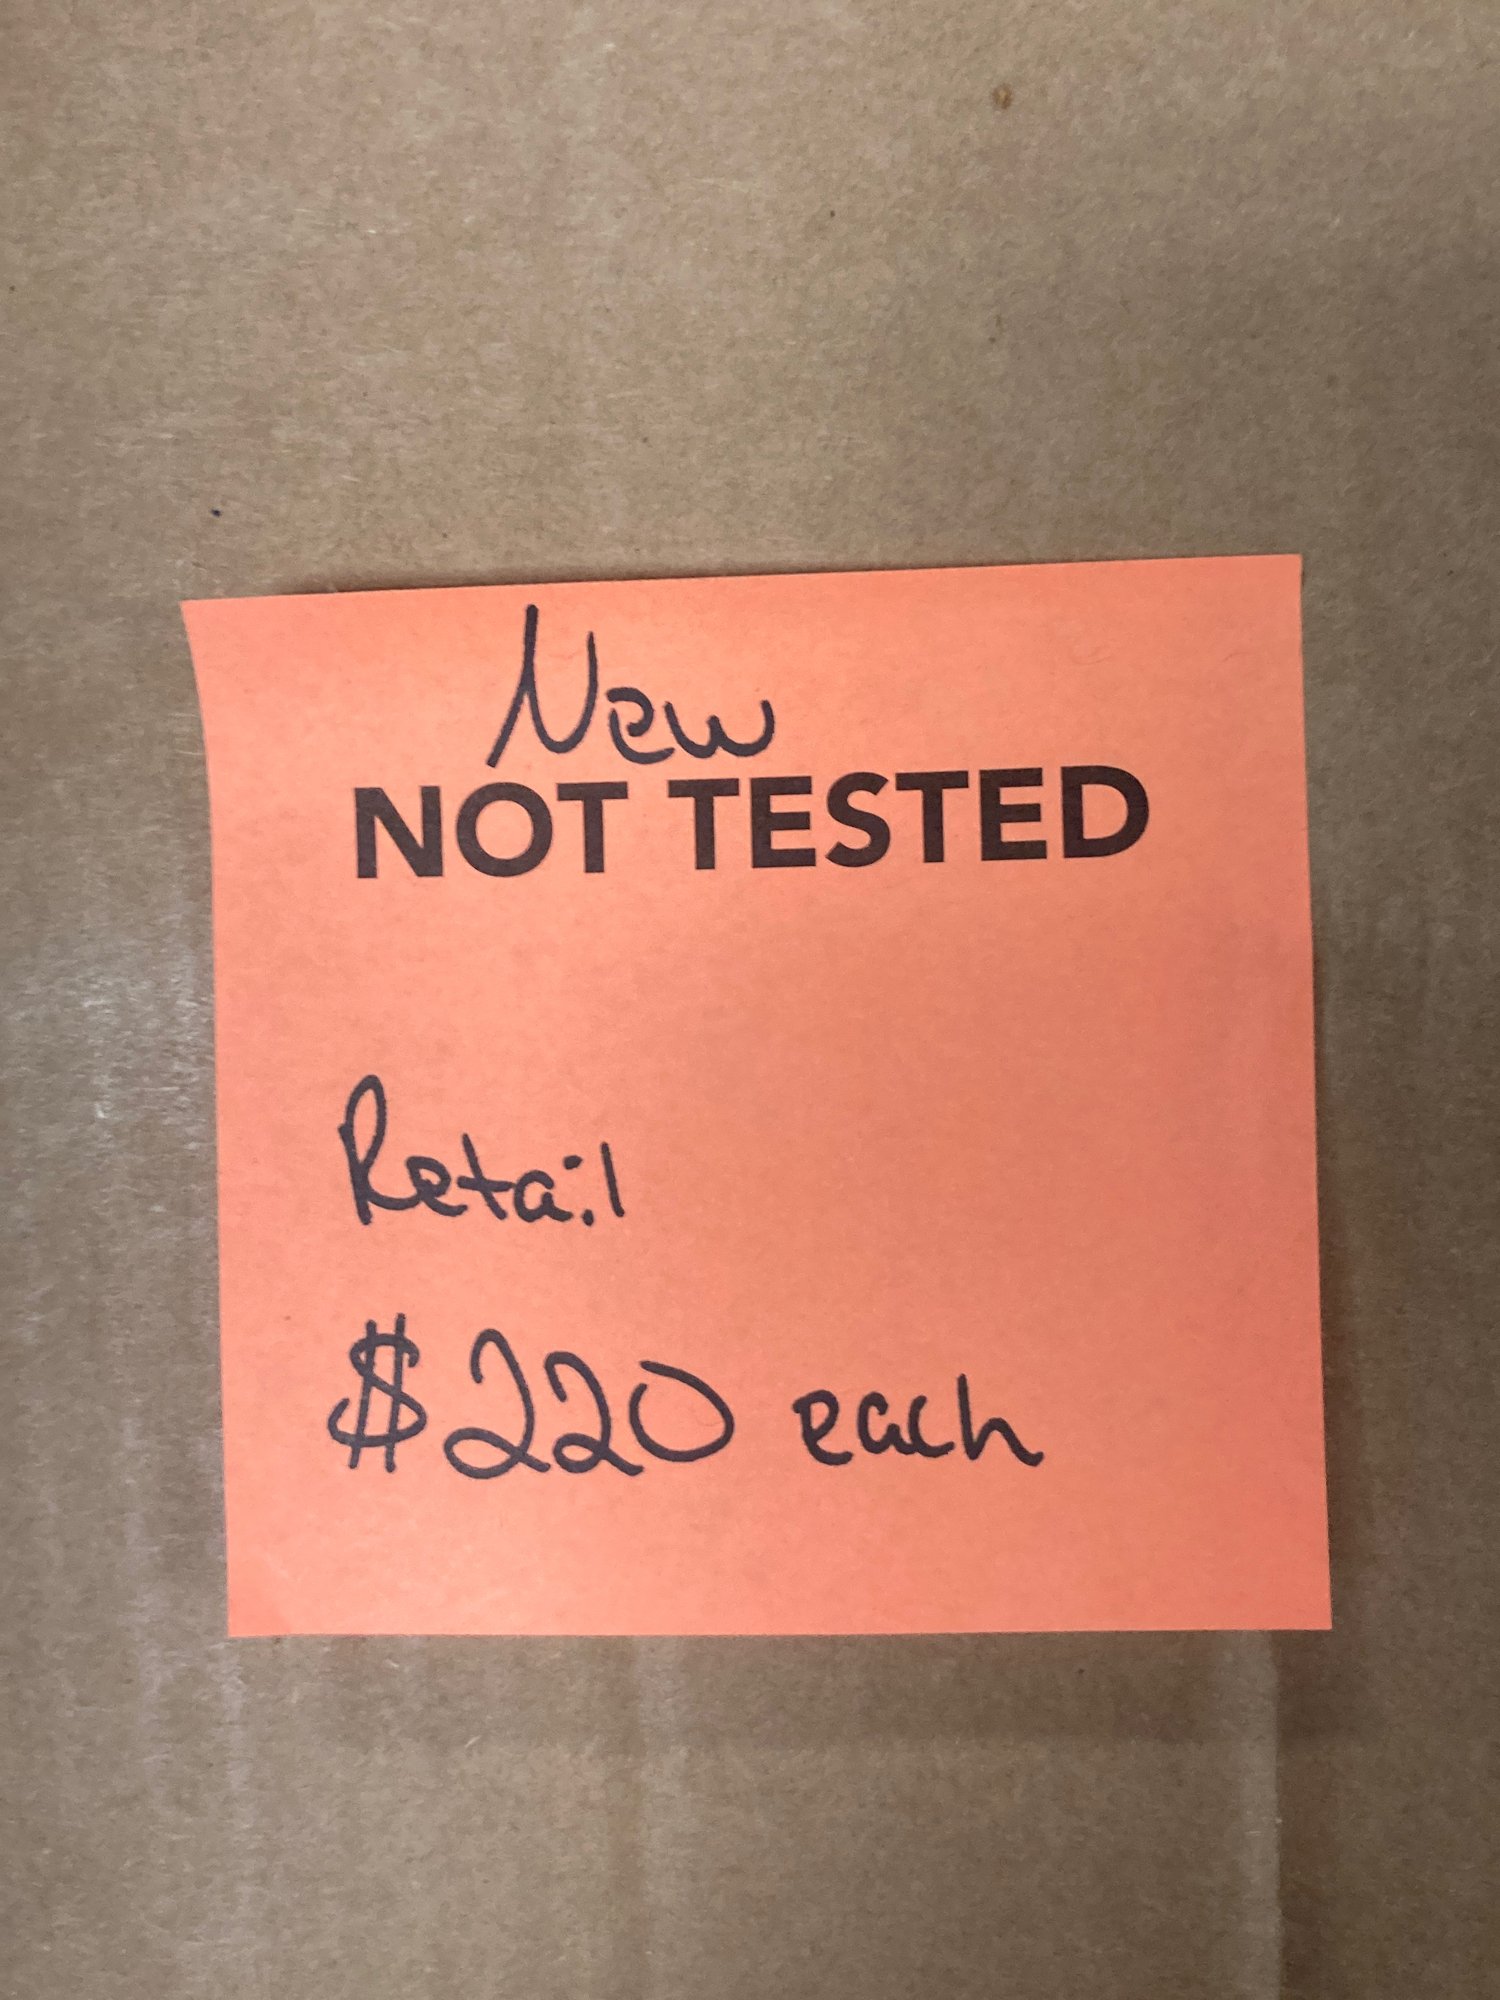 New
NOT TESTED
Retail
$220 each